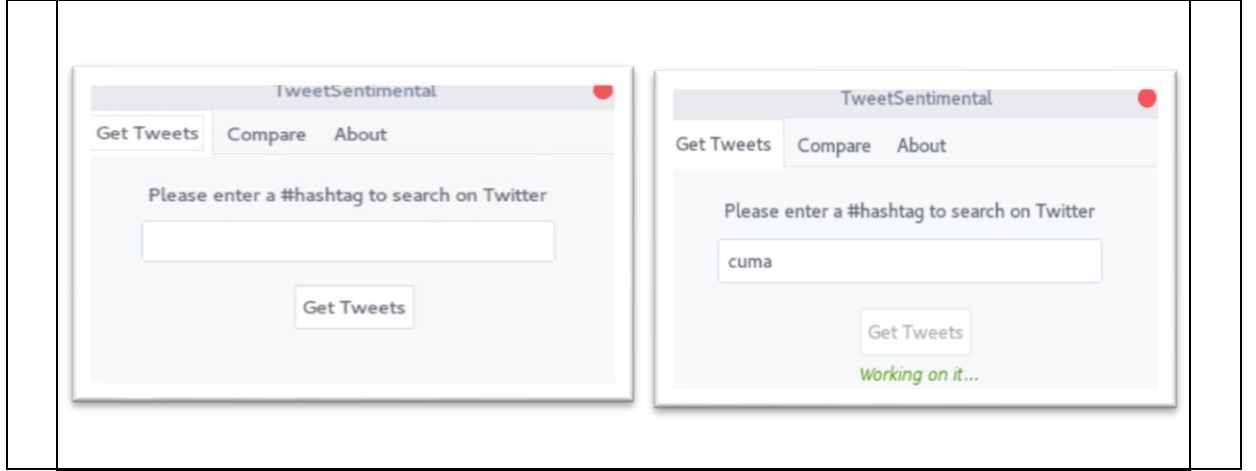 TweetSentimental
Get Tweets Compare About
Please enter a #hashtag to search on Twitter
Get Tweets
TweetSentimental
Get Tweets Compare About
Please enter a #hashtag to search on Twitter
cuma
Get Tweets
Working on it...